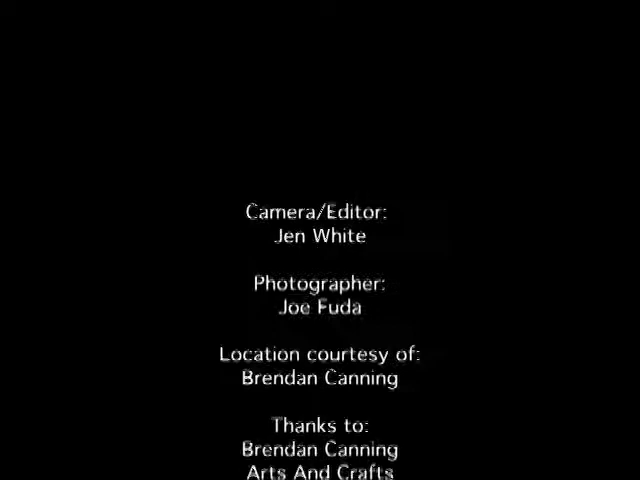 Camera/Editor:
Jen White
Photographer:
Joe Fuda
Location courtesy of:
Brendan Canning
Thanks to:
Brendan Canning
Arts And Crafts